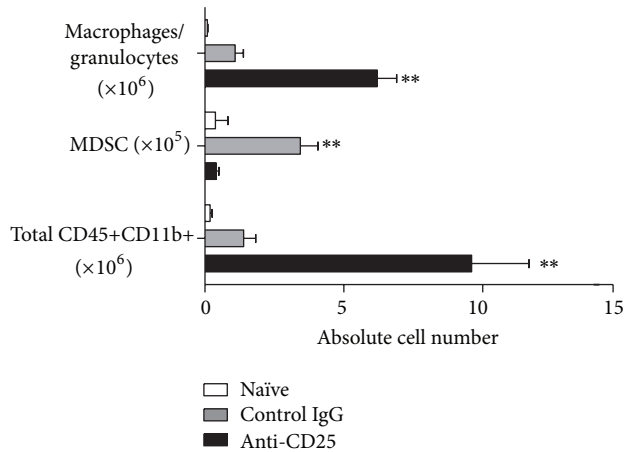 Macrophages/
granulocytes
(×10⁶)
**
MDSC (×10⁵)
**
Total CD45+CD11b+
(×10⁶)
**
0 5 10 15
Absolute cell number
Naïve
Control IgG
Anti-CD25